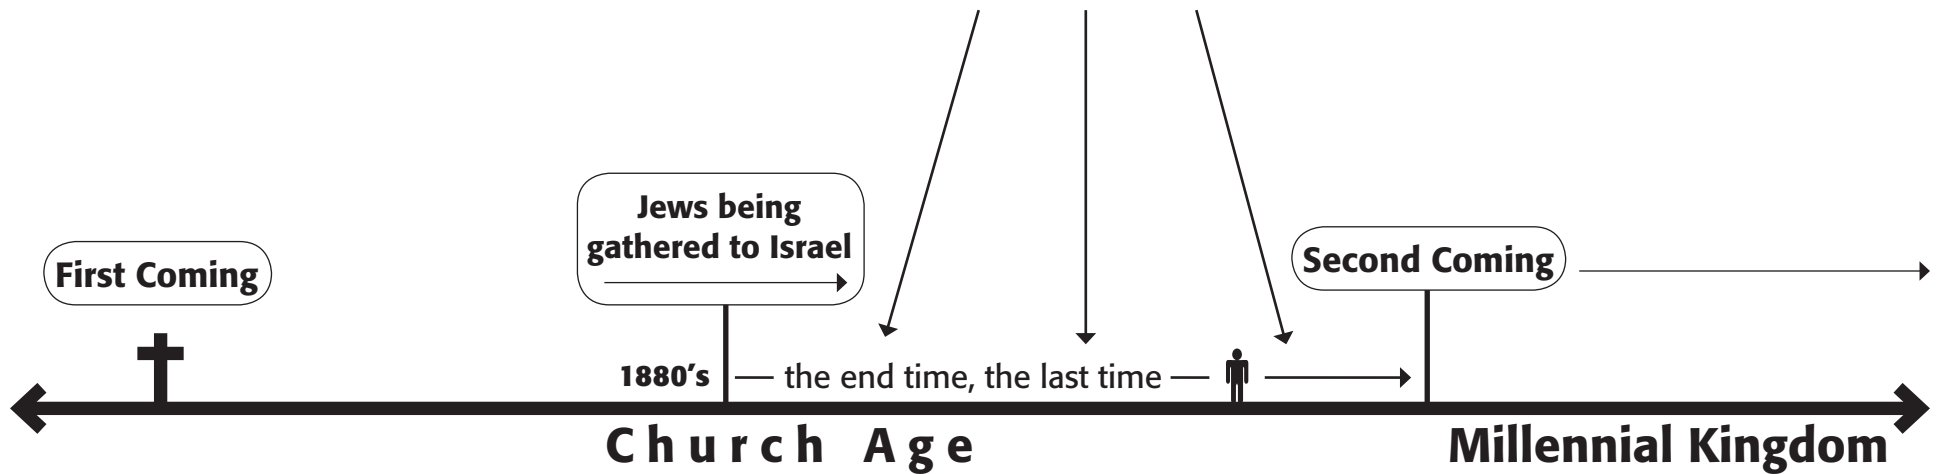 Jews being
gathered to Israel
First Coming
Second Coming
1880's — the end time, the last time —
Church Age
Millennial Kingdom